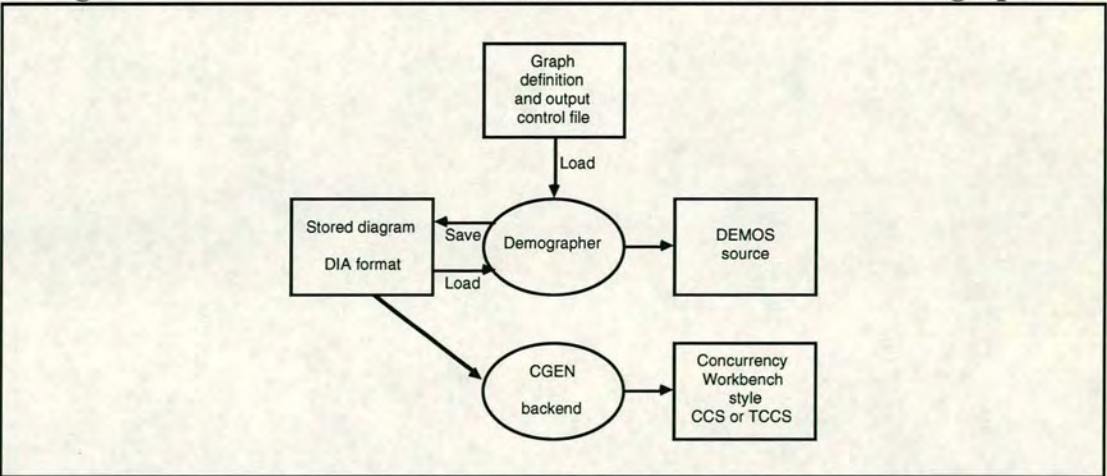 Graph
definition
and output
control file
Load
Stored diagram
DIA format
Save
Load
Demographer
DEMOS
source
CGEN
backend
Concurrency
Workbench
style
CCS or TCCS